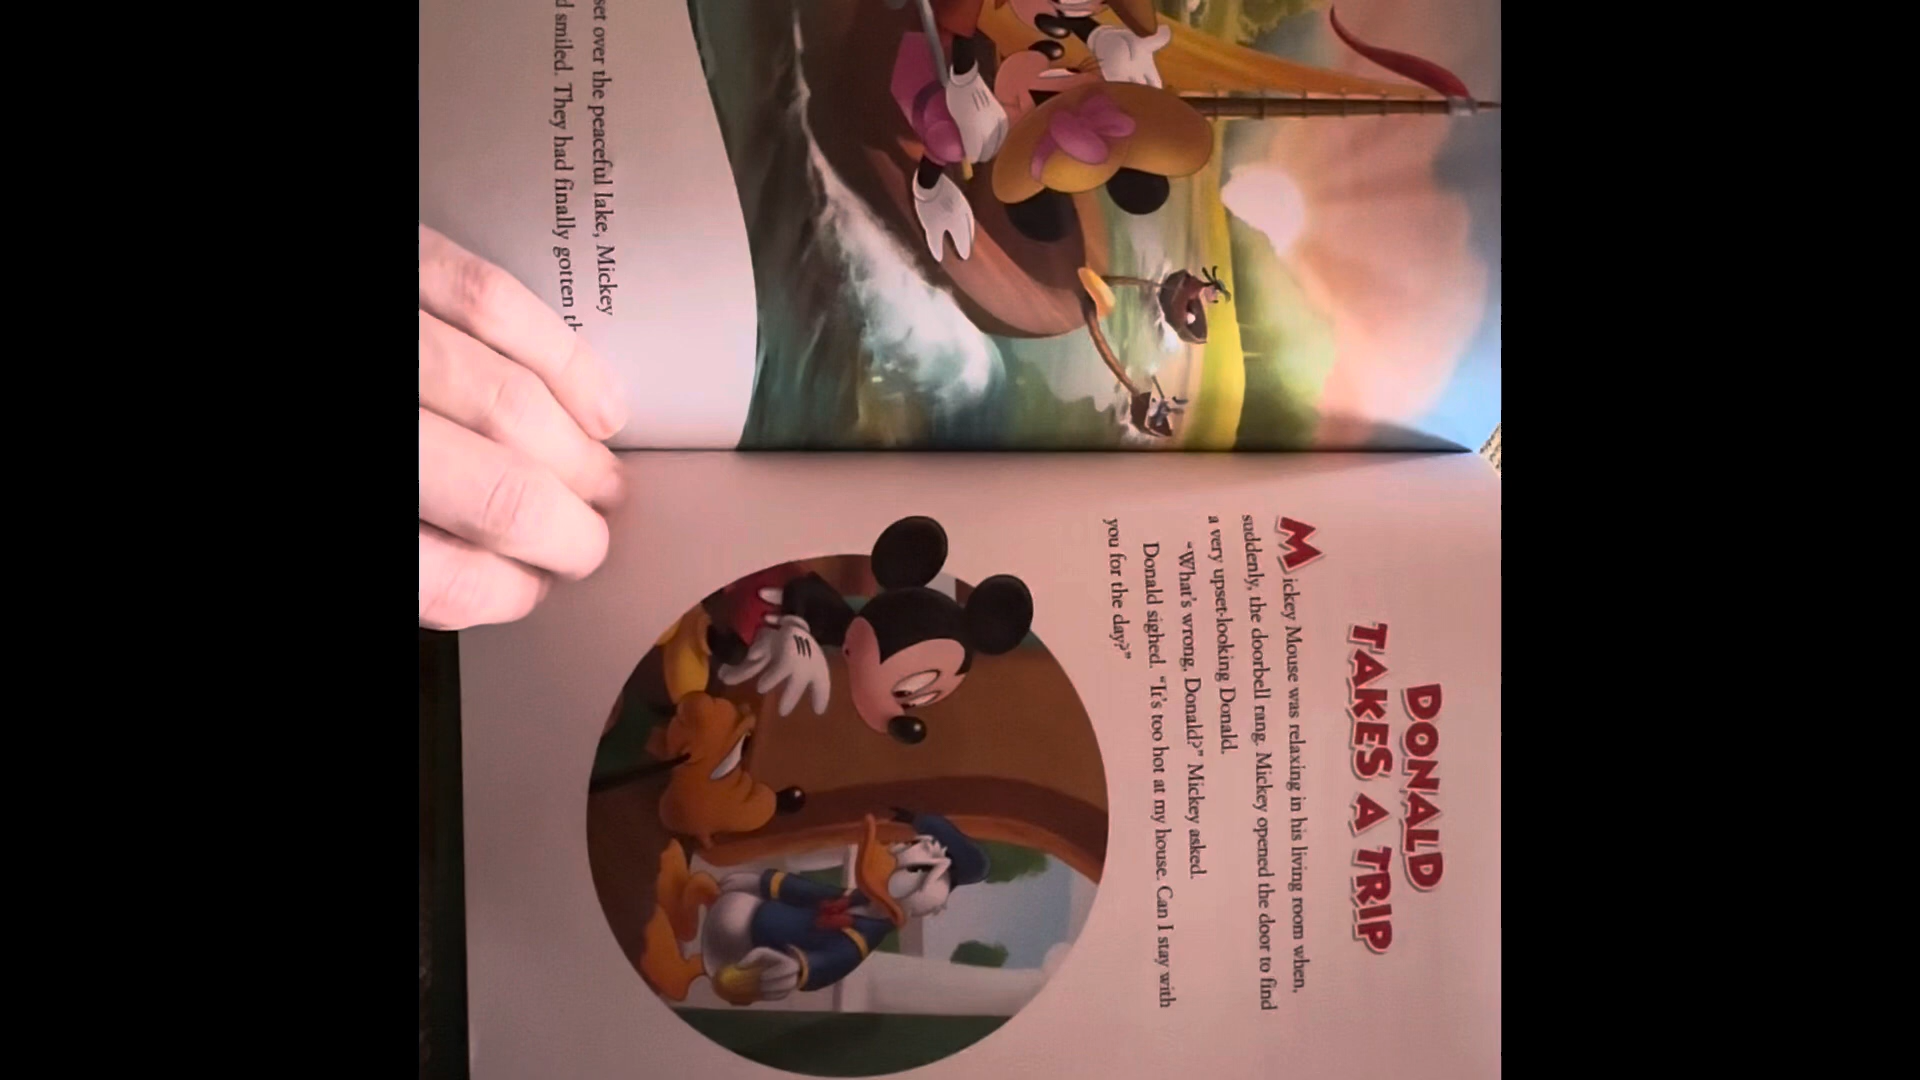 set over the peaceful lake, Mickey
smiled. They had finally gotten
DONALD
TAKES A TRIP
Mickey Mouse was relaxing in his living room when,
suddenly, the doorbell rang. Mickey opened the door to find
a very upset-looking Donald.
“What’s wrong, Donald?” Mickey asked.
Donald sighed. “It’s too hot at my house. Can I stay with
you for the day?”